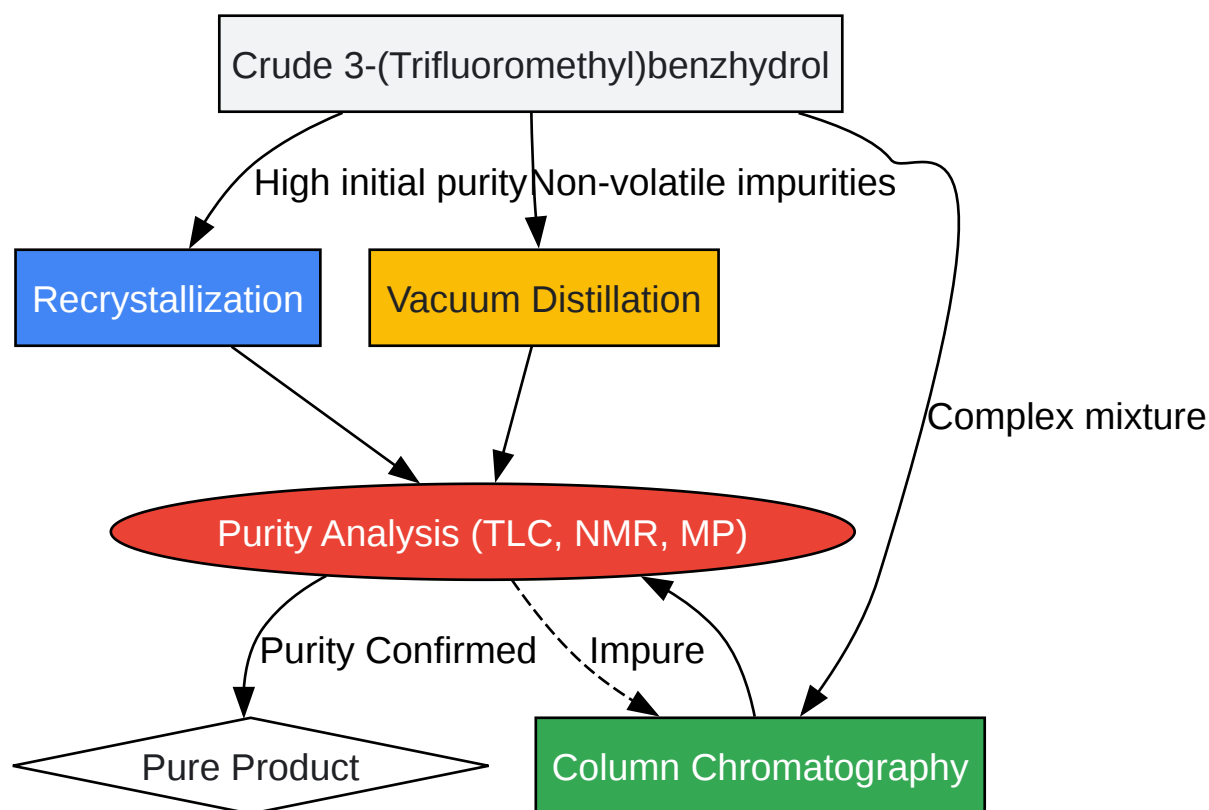 Crude 3-(Trifluoromethyl)benzhydrol
High initial purity
Non-volatile impurities
Recrystallization
Vacuum Distillation
Complex mixture
Purity Analysis (TLC, NMR, MP)
Purity Confirmed
Impure
Pure Product
Column Chromatography